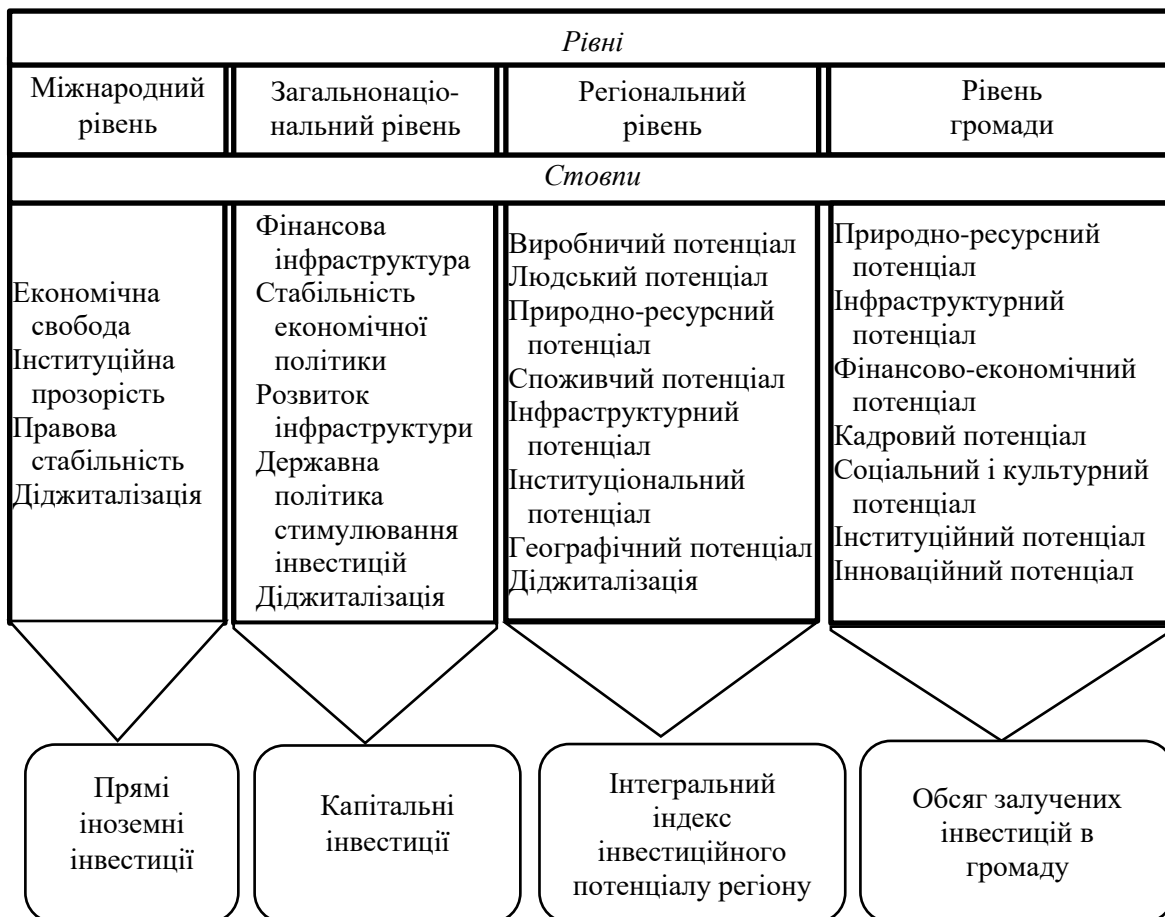 Рівні
Міжнародний
рівень
Загальнонаціо-
нальний рівень
Регіональний
рівень
Рівень
громади
Стовпи
Економічна
свобода
Інституційна
прозорість
Правова
стабільність
Діджиталізація
Фінансова
інфраструктура
Стабільність
економічної
політики
Розвиток
інфраструктури
Державна
політика
стимулювання
інвестицій
Діджиталізація
Виробничий потенціал
Людський потенціал
Природно-ресурсний
потенціал
Споживчий потенціал
Інфраструктурний
потенціал
Інституціональний
потенціал
Географічний потенціал
Діджиталізація
Природно-ресурсний
потенціал
Інфраструктурний
потенціал
Фінансово-економічний
потенціал
Кадровий потенціал
Соціальний і культурний
потенціал
Інституційний потенціал
Інноваційний потенціал
Прямі
іноземні
інвестиції
Капітальні
інвестиції
Інтегральний
індекс
інвестиційного
потенціалу регіону
Обсяг залучених
інвестицій в
громаду